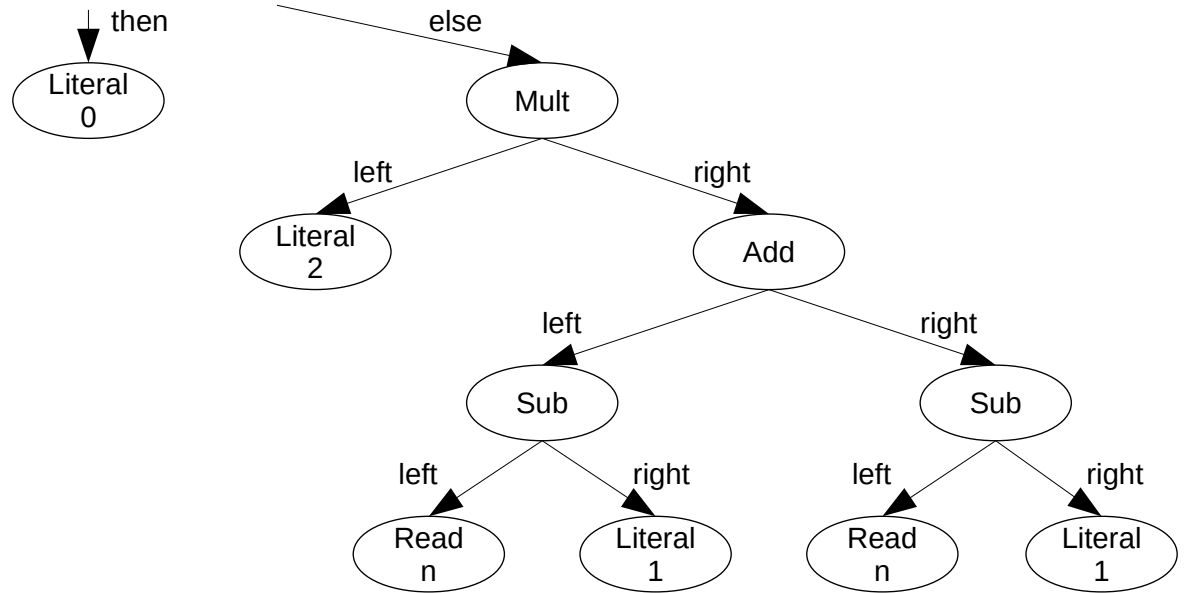 then
else
Literal
0
Mult
left
right
Literal
2
Add
left
right
Sub
Sub
left
right
left
right
Read
n
Literal
1
Read
n
Literal
1